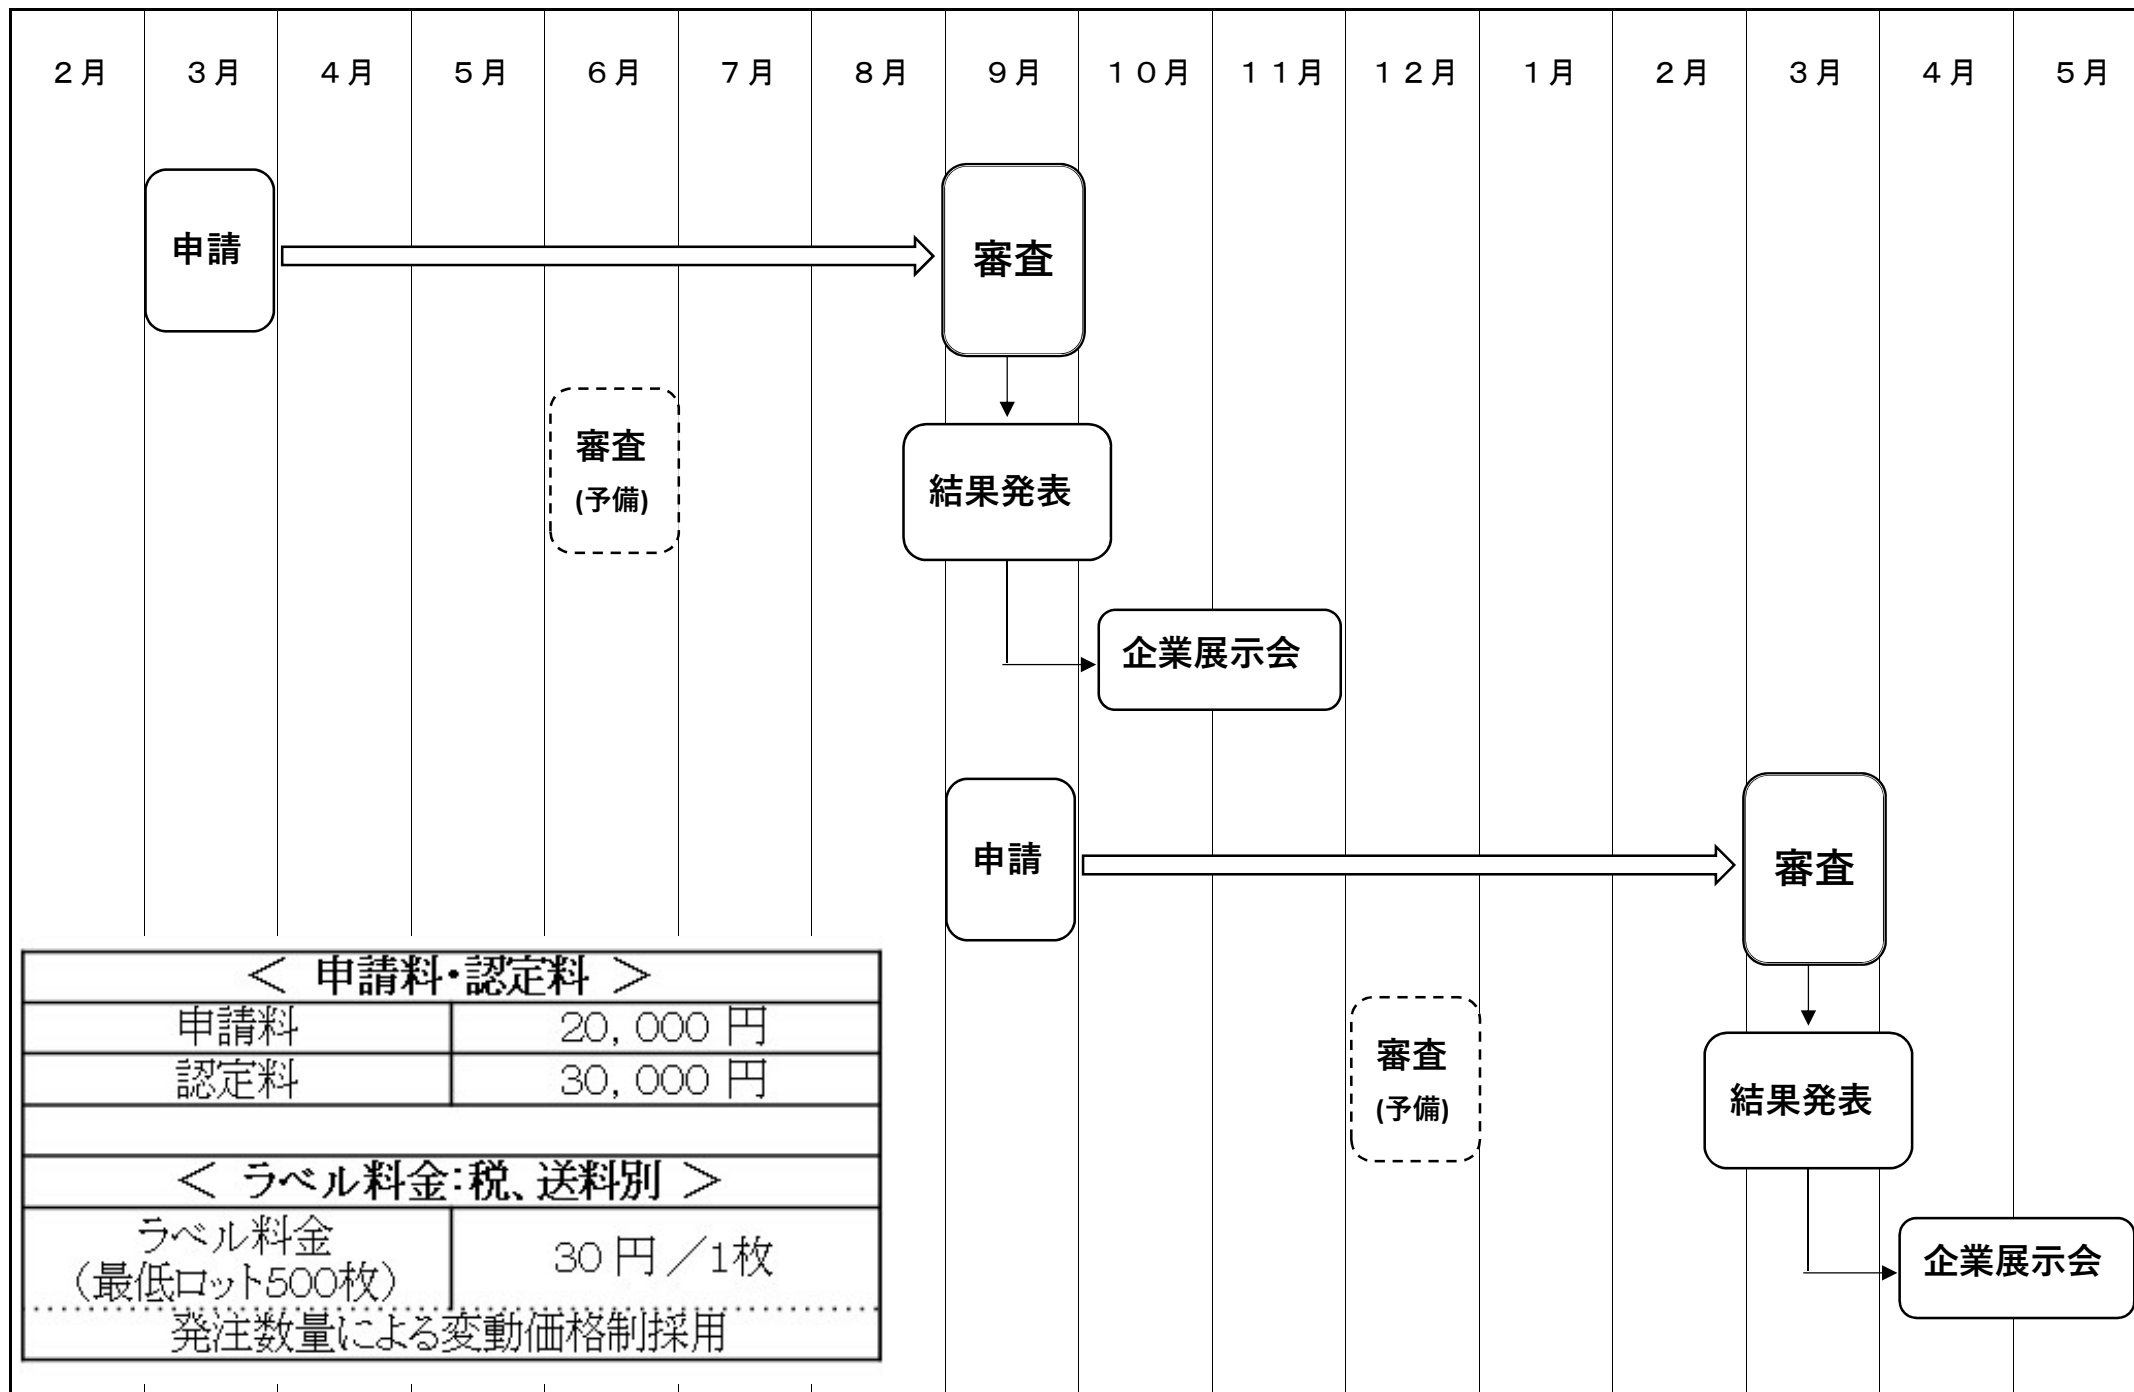 ２月 ３月 ４月 ５月 ６月 ７月 ８月 ９月 １０月 １１月 １２月 １月 ２月 ３月 ４月 ５月
申請
審査
審査
(予備)
結果発表
企業展示会
申請
審査
審査
(予備)
結果発表
企業展示会
＜ 申請料・認定料 ＞
申請料 20,000 円
認定料 30,000 円
＜ ラベル料金：税、送料別 ＞
ラベル料金
（最低ロット500枚） 30 円 ／1枚
発注数量による変動価格制採用